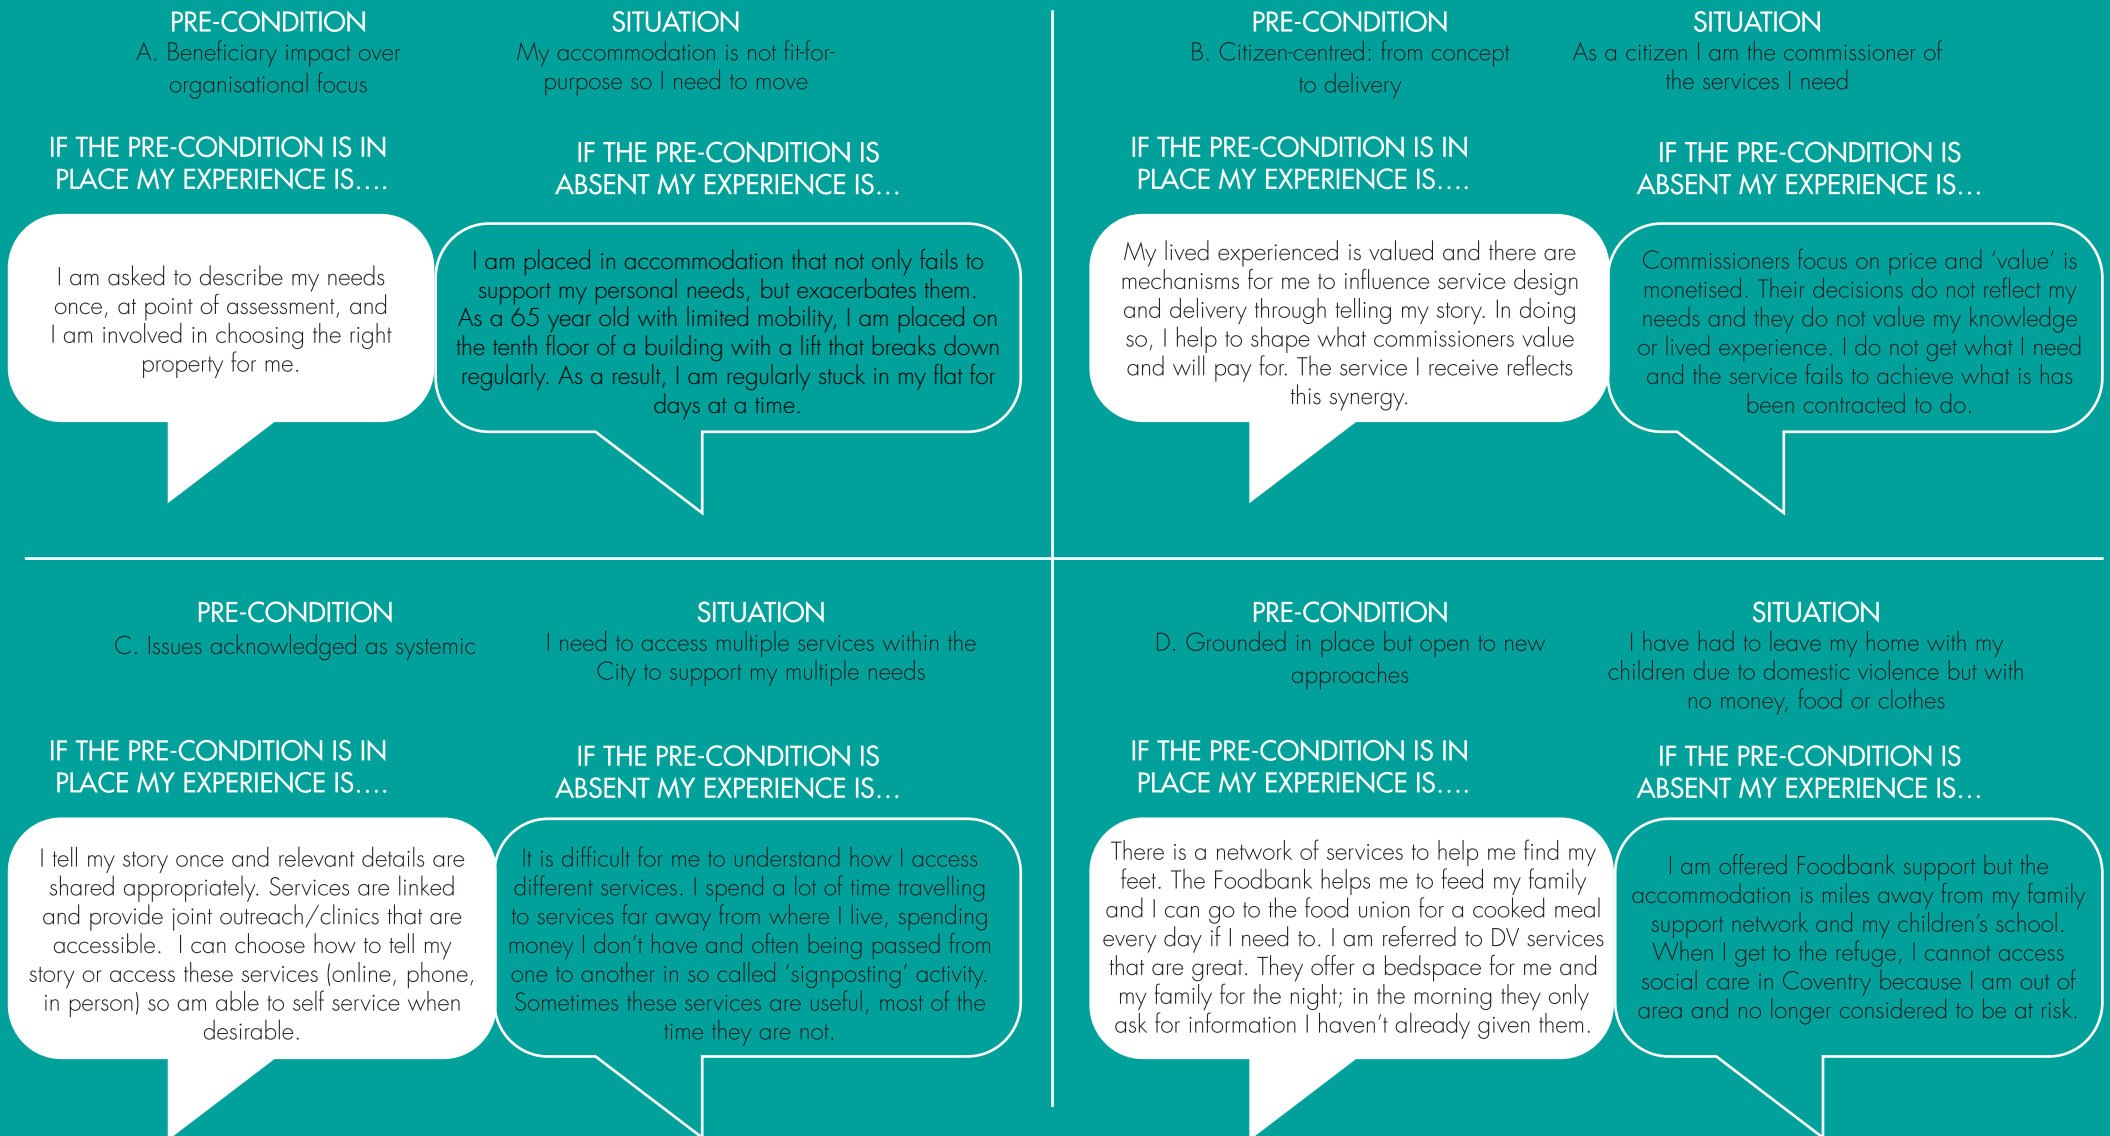 PRE-CONDITION
A. Beneficiary impact over
organisational focus
SITUATION
My accommodation is not fit-for-
purpose so I need to move
IF THE PRE-CONDITION IS IN
PLACE MY EXPERIENCE IS....
IF THE PRE-CONDITION IS
ABSENT MY EXPERIENCE IS...
I am asked to describe my needs
once, at point of assessment, and
I am involved in choosing the right
property for me.
I am placed in accommodation that not only fails to
support my personal needs, but exacerbates them.
As a 65 year old with limited mobility, I am placed on
the tenth floor of a building with a lift that breaks down
regularly. As a result, I am regularly stuck in my flat for
days at a time.
PRE-CONDITION
B. Citizen-centred: from concept
to delivery
SITUATION
As a citizen I am the commissioner of
the services I need
IF THE PRE-CONDITION IS IN
PLACE MY EXPERIENCE IS....
IF THE PRE-CONDITION IS
ABSENT MY EXPERIENCE IS...
My lived experienced is valued and there are
mechanisms for me to influence service design
and delivery through telling my story. In doing
so, I help to shape what commissioners value
and will pay for. The service I receive reflects
this synergy.
Commissioners focus on price and ‘value’ is
monetised. Their decisions do not reflect my
needs and they do not value my knowledge
or lived experience. I do not get what I need
and the service fails to achieve what is has
been contracted to do.
PRE-CONDITION
C. Issues acknowledged as systemic
SITUATION
I need to access multiple services within the
City to support my multiple needs
IF THE PRE-CONDITION IS IN
PLACE MY EXPERIENCE IS....
IF THE PRE-CONDITION IS
ABSENT MY EXPERIENCE IS...
I tell my story once and relevant details are
shared appropriately. Services are linked
and provide joint outreach/clinics that are
accessible.  I can choose how to tell my
story or access these services (online, phone,
in person) so am able to self service when
desirable.
It is difficult for me to understand how I access
different services. I spend a lot of time travelling
to services far away from where I live, spending
money I don’t have and often being passed from
one to another in so called ‘signposting’ activity.
Sometimes these services are useful, most of the
time they are not.
PRE-CONDITION
D. Grounded in place but open to new
approaches
SITUATION
I have had to leave my home with my
children due to domestic violence but with
no money, food or clothes
IF THE PRE-CONDITION IS IN
PLACE MY EXPERIENCE IS....
IF THE PRE-CONDITION IS
ABSENT MY EXPERIENCE IS...
There is a network of services to help me find my
feet. The Foodbank helps me to feed my family
and I can go to the food union for a cooked meal
every day if I need to. I am referred to DV services
that are great. They offer a bedspace for me and
my family for the night; in the morning they only
ask for information I haven’t already given them.
I am offered Foodbank support but the
accommodation is miles away from my family
support network and my children’s school.
When I get to the refuge, I cannot access
social care in Coventry because I am out of
area and no longer considered to be at risk.